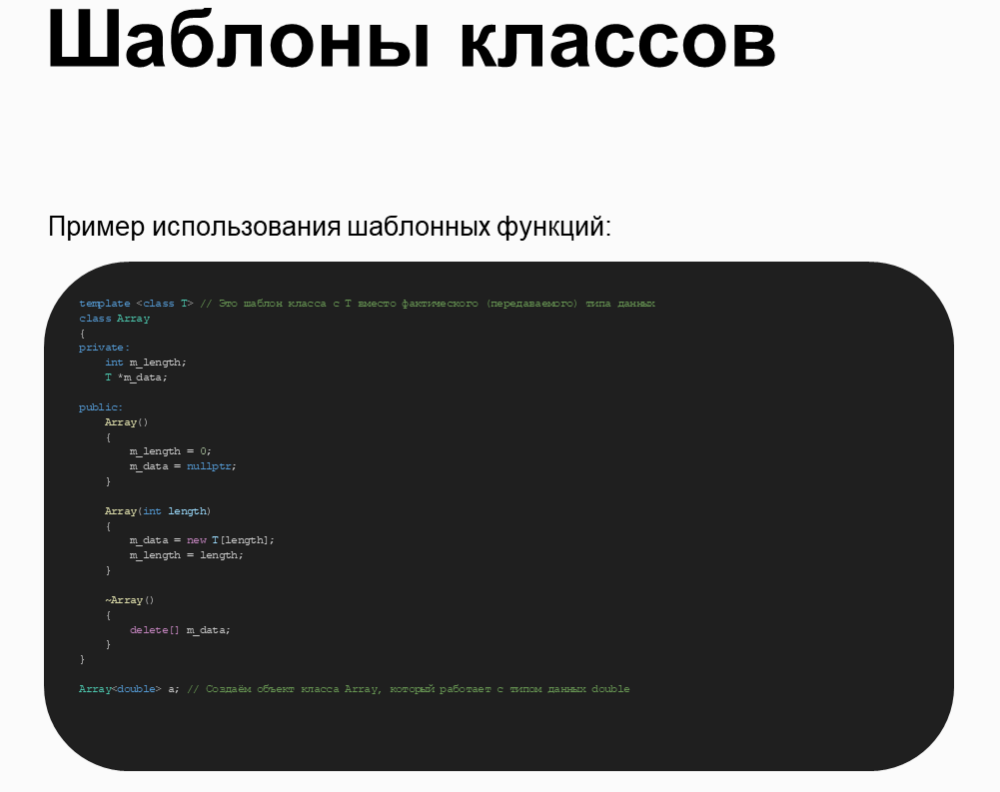 Шаблоны классов
Пример использования шаблонных функций:
template <class T> // Это шаблон класса с T вместо фактического (передаваемого) типа данных
class Array
{
private:
    int m_length;
    T *m_data;
public:
    Array()
    {
        m_length = 0;
        m_data = nullptr;
    }
    Array(int length)
    {
        m_data = new T[length];
        m_length = length;
    }
    ~Array()
    {
        delete[] m_data;
    }
}
Array<double> a; // Создаём объект класса Array, который работает с типом данных double